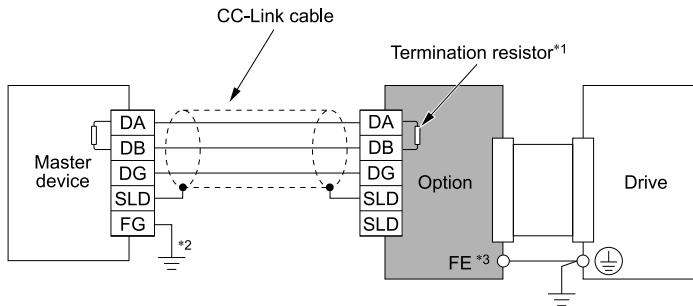 CC-Link cable
Termination resistor*1
DA
DB
DG
SLD
FG
Master
device
*2
DA
DB
DG
SLD
SLD
Option
FE *3
Drive